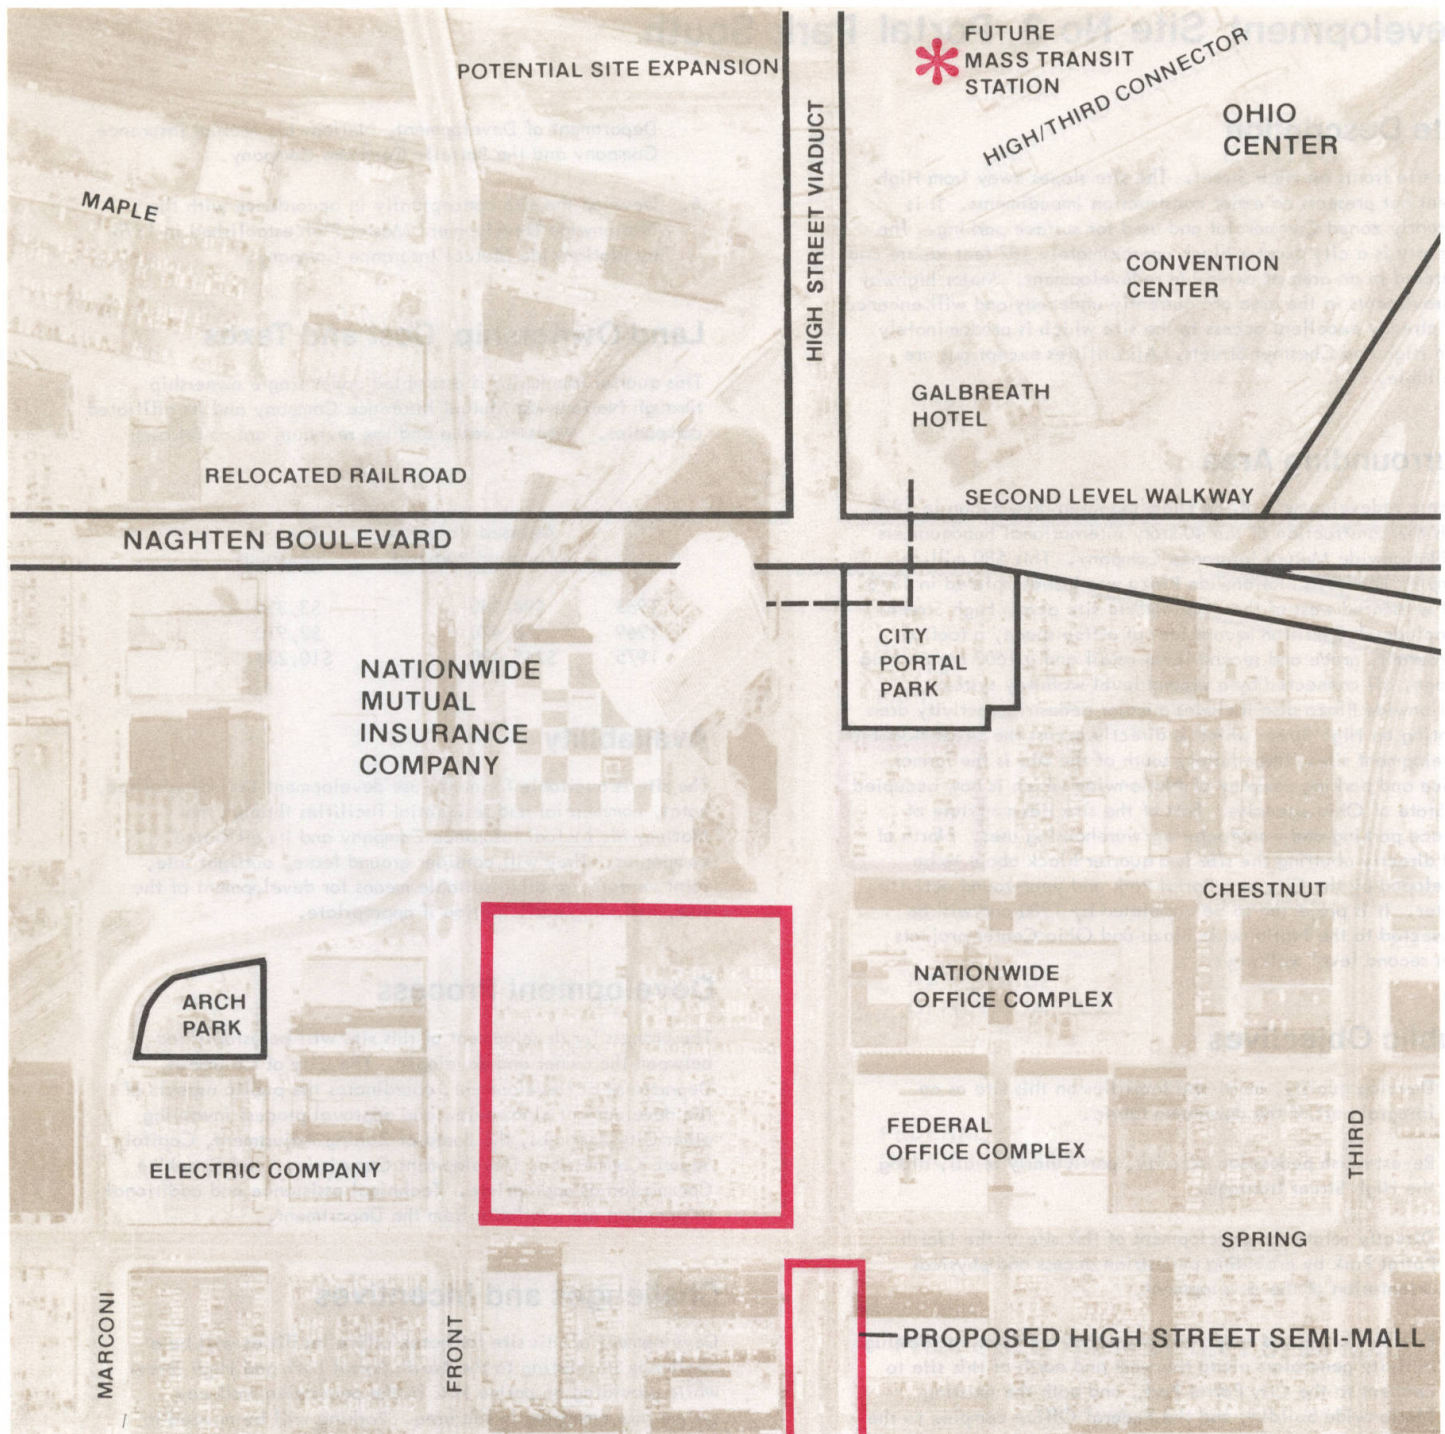 POTENTIAL SITE EXPANSION
FUTURE
MASS TRANSIT
STATION
HIGH/THIRD CONNECTOR
OHIO
CENTER
MAPLE
HIGH STREET VIADUCT
CONVENTION
CENTER
GALBREATH
HOTEL
RELOCATED RAILROAD
SECOND LEVEL WALKWAY
NAGHTEN BOULEVARD
CITY
PORTAL
PARK
NATIONWIDE
MUTUAL
INSURANCE
COMPANY
CHESTNUT
ARCH
PARK
NATIONWIDE
OFFICE COMPLEX
FEDERAL
OFFICE COMPLEX
THIRD
ELECTRIC COMPANY
SPRING
MARCONI
FRONT
PROPOSED HIGH STREET SEMI-MALL